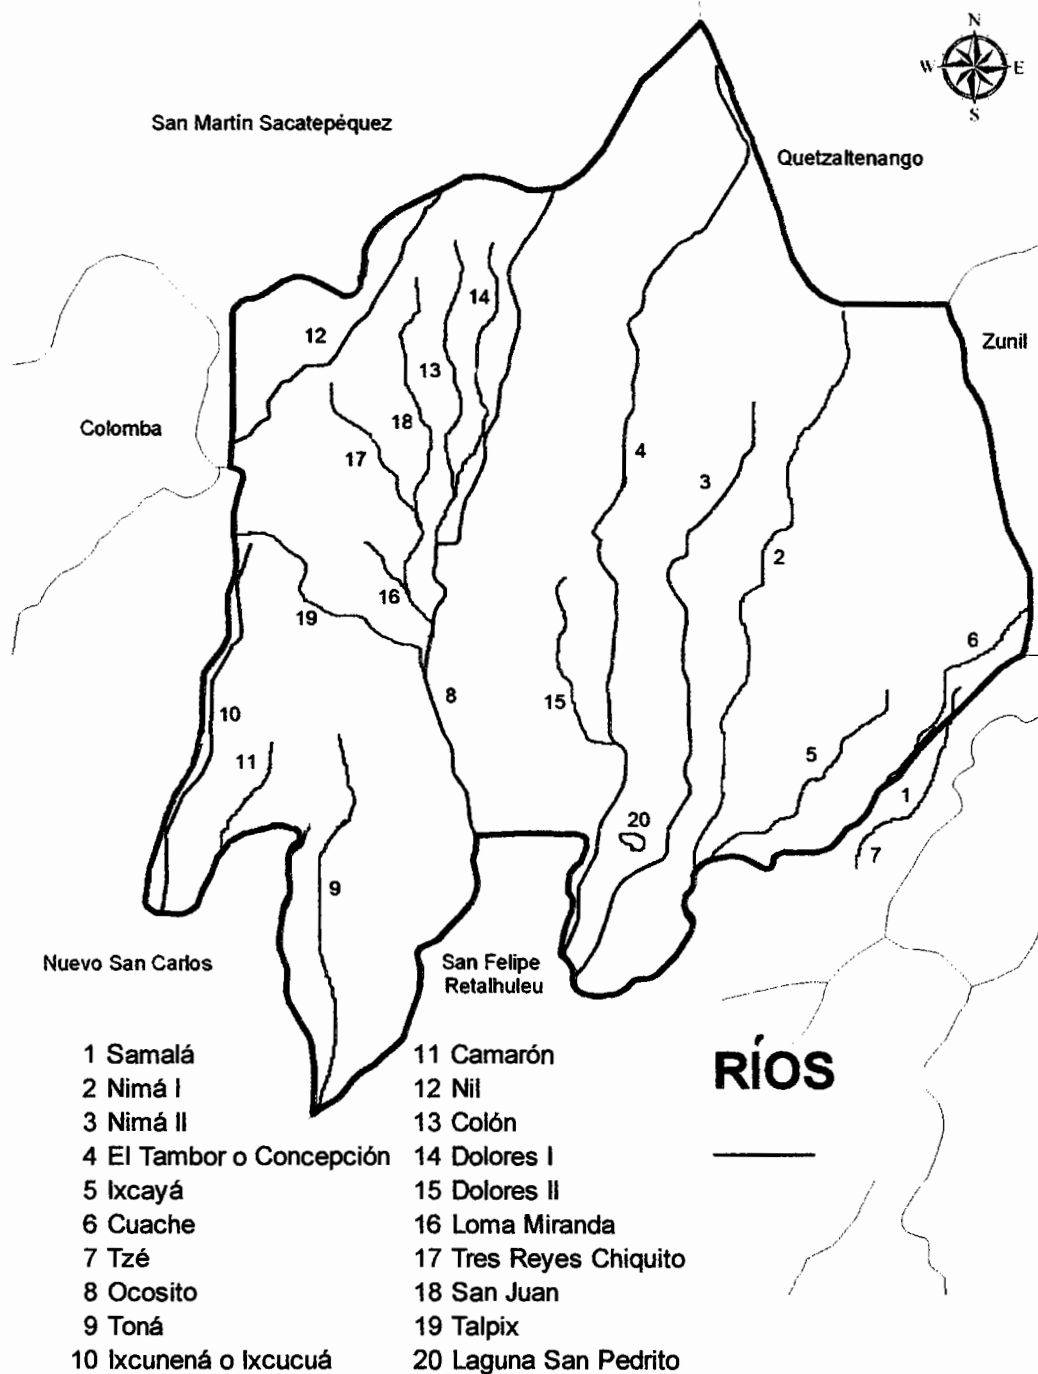 N
W E
S
San Martin Sacatepéquez
Quetzaltenango
14
12
Zunil
13
18
Colomba
17
4
3
2
16
19
6
8
15
10
11
5
1
20
7
9
Nuevo San Carlos
San Felipe
Retalhuleu
1 Samalá
2 Nimá I
3 Nimá II
4 El Tambor o Concepción
5 Ixcayá
6 Cuache
7 Tzé
8 Ocosito
9 Toná
10 Ixcunená o Ixcucuá
11 Camarón
12 Nil
13 Colón
14 Dolores I
15 Dolores II
16 Loma Miranda
17 Tres Reyes Chiquito
18 San Juan
19 Talpix
20 Laguna San Pedrito
RÍOS